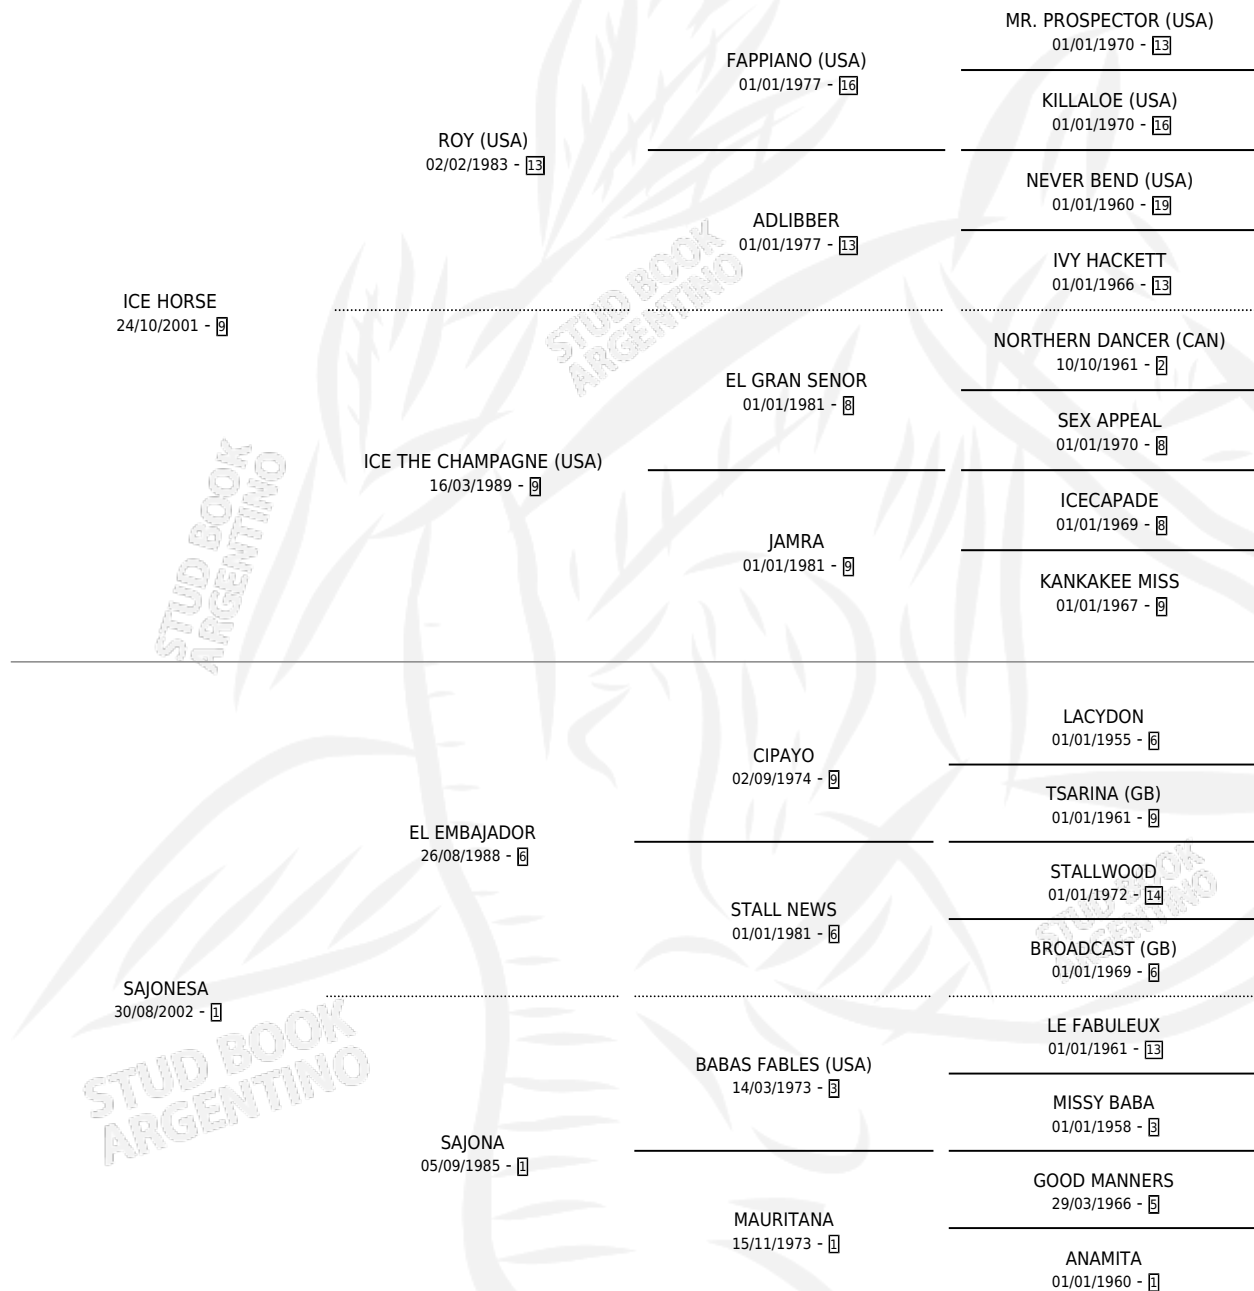 MR. PROSPECTOR (USA)
01/01/1970 - 13
FAPPIANO (USA)
01/01/1977 - 16
KILLALOE (USA)
01/01/1970 - 16
ROY (USA)
02/02/1983 - 13
NEVER BEND (USA)
01/01/1960 - 19
ADLIBBER
01/01/1977 - 13
IVY HACKETT
01/01/1966 - 13
ICE HORSE
24/10/2001 - 9
NORTHERN DANCER (CAN)
10/10/1961 - 2
EL GRAN SENOR
01/01/1981 - 8
SEX APPEAL
01/01/1970 - 8
ICE THE CHAMPAGNE (USA)
16/03/1989 - 9
ICECAPADE
01/01/1969 - 8
JAMRA
01/01/1981 - 9
KANKAKEE MISS
01/01/1967 - 9
LACYDON
01/01/1955 - 6
CIPAYO
02/09/1974 - 9
TSARINA (GB)
01/01/1961 - 9
EL EMBAJADOR
26/08/1988 - 6
STALLWOOD
01/01/1972 - 14
STALL NEWS
01/01/1981 - 6
BROADCAST (GB)
01/01/1969 - 6
SAJONESA
30/08/2002 - 1
LE FABULEUX
01/01/1961 - 13
BABAS FABLES (USA)
14/03/1973 - 3
MISSY BABA
01/01/1958 - 3
SAJONA
05/09/1985 - 1
GOOD MANNERS
29/03/1966 - 5
MAURITANA
15/11/1973 - 1
ANAMITA
01/01/1960 - 1
STUD BOOK
ARGENTINO
STUD BOOK
ARGENTINO
STUD BOOK
ARGENTINO
STUD BOOK
ARGENTINO